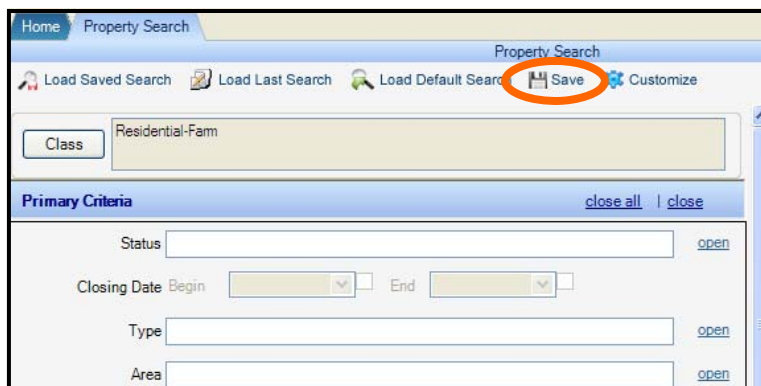 Home Property Search
Property Search
Load Saved Search Load Last Search Load Default Searc Save Customize
Class Residential-Farm
Primary Criteria close all | close
Status open
Closing Date Begin End
Type open
Area open